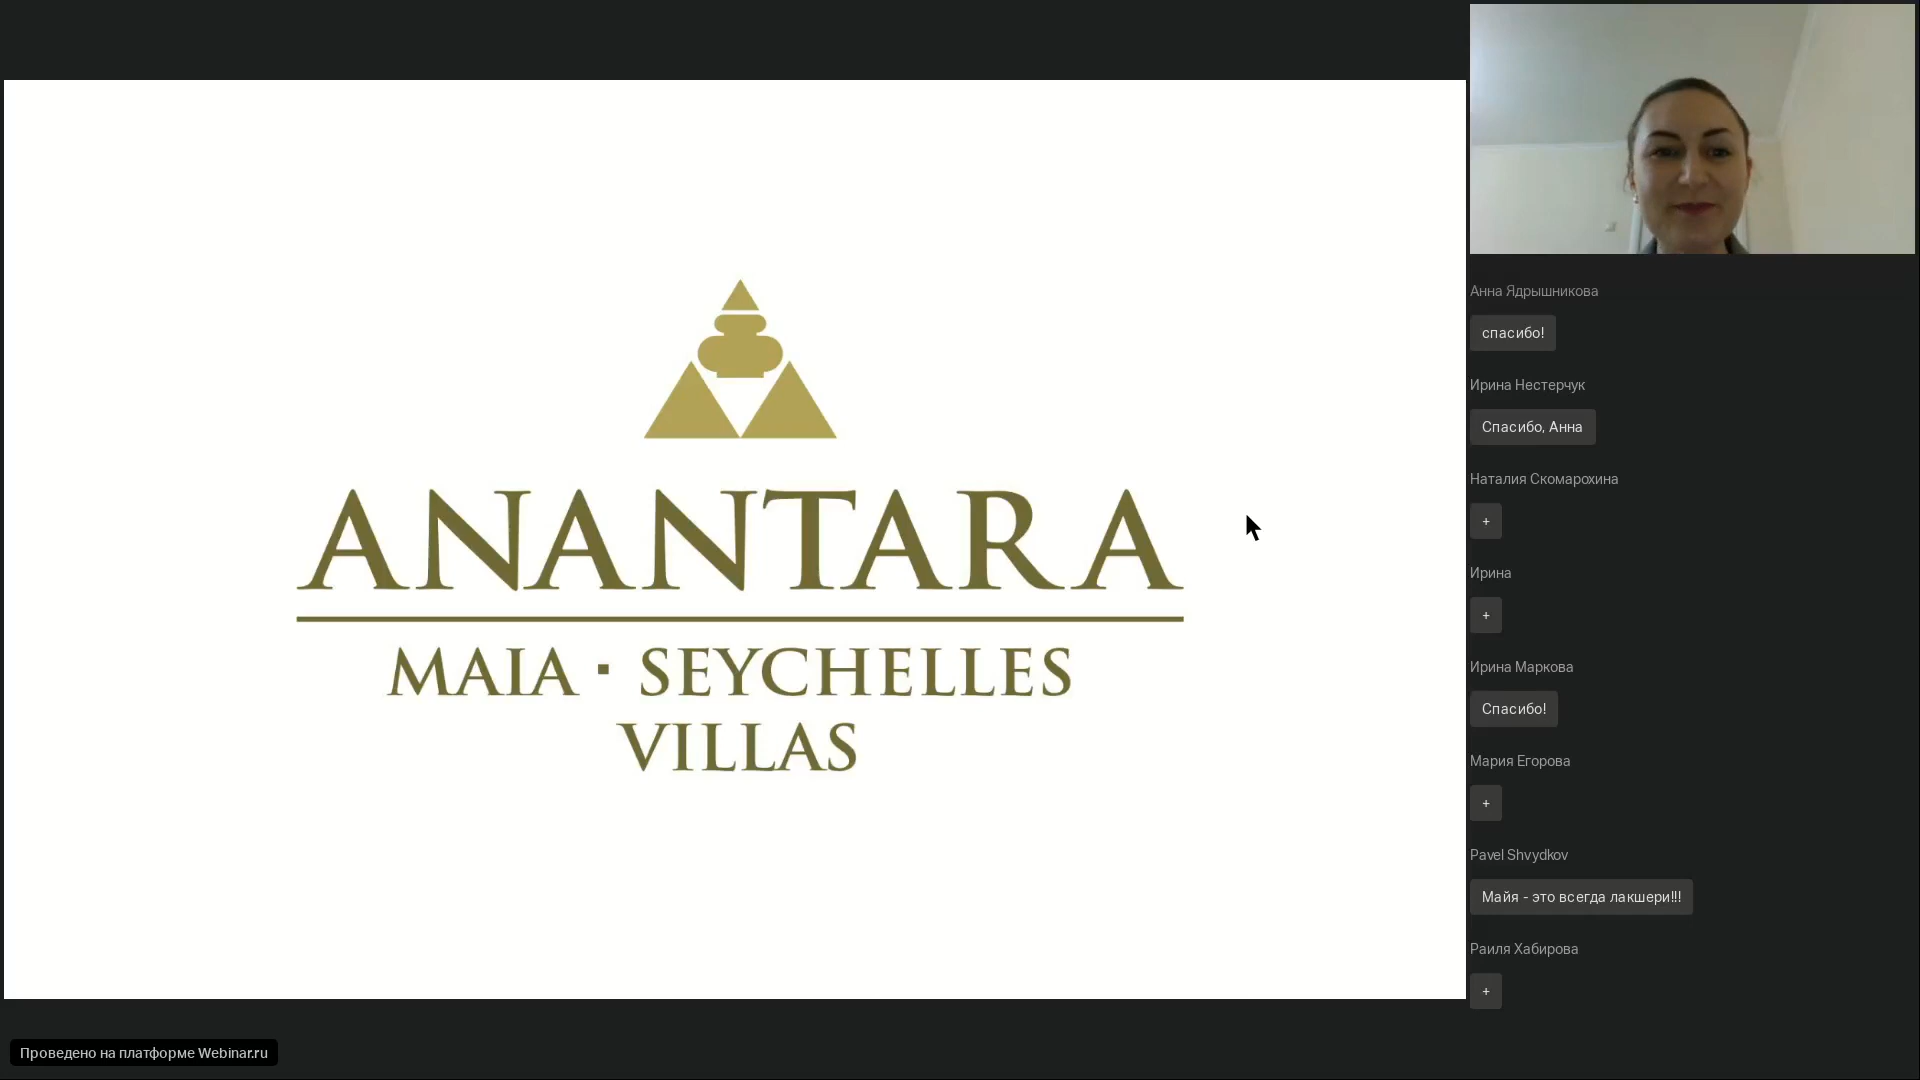 ANANTARA
MAIA · SEYCHELLES
VILLAS
Анна Ядрышникова
спасибо!
Ирина Нестерчук
Спасибо, Анна
Наталия Скомарохина
+
Ирина
+
Ирина Маркова
Спасибо!
Мария Егорова
+
Pavel Shvydkov
Майя - это всегда лакшери!!!
Раиля Хабирова
+
Проведено на платформе Webinar.ru